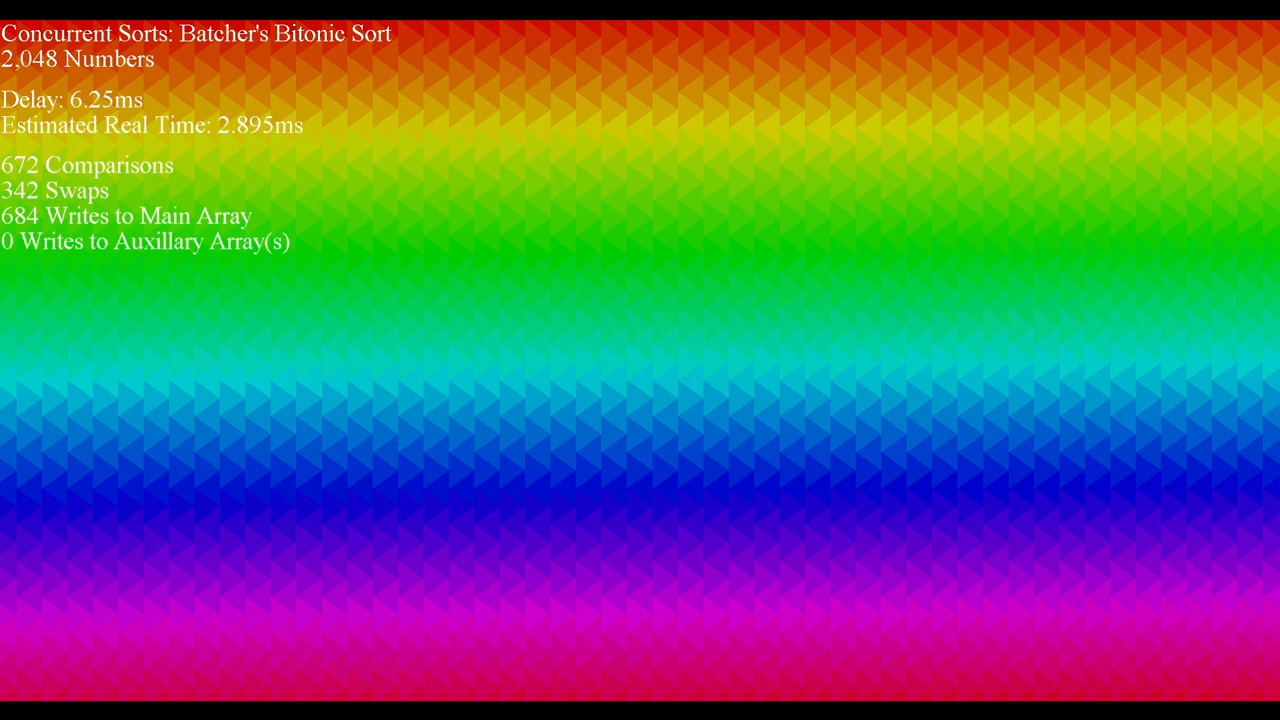 Concurrent Sorts: Batcher's Bitonic Sort
2,048 Numbers
Delay: 6.25ms
Estimated Real Time: 2.895ms
672 Comparisons
342 Swaps
684 Writes to Main Array
0 Writes to Auxillary Array(s)